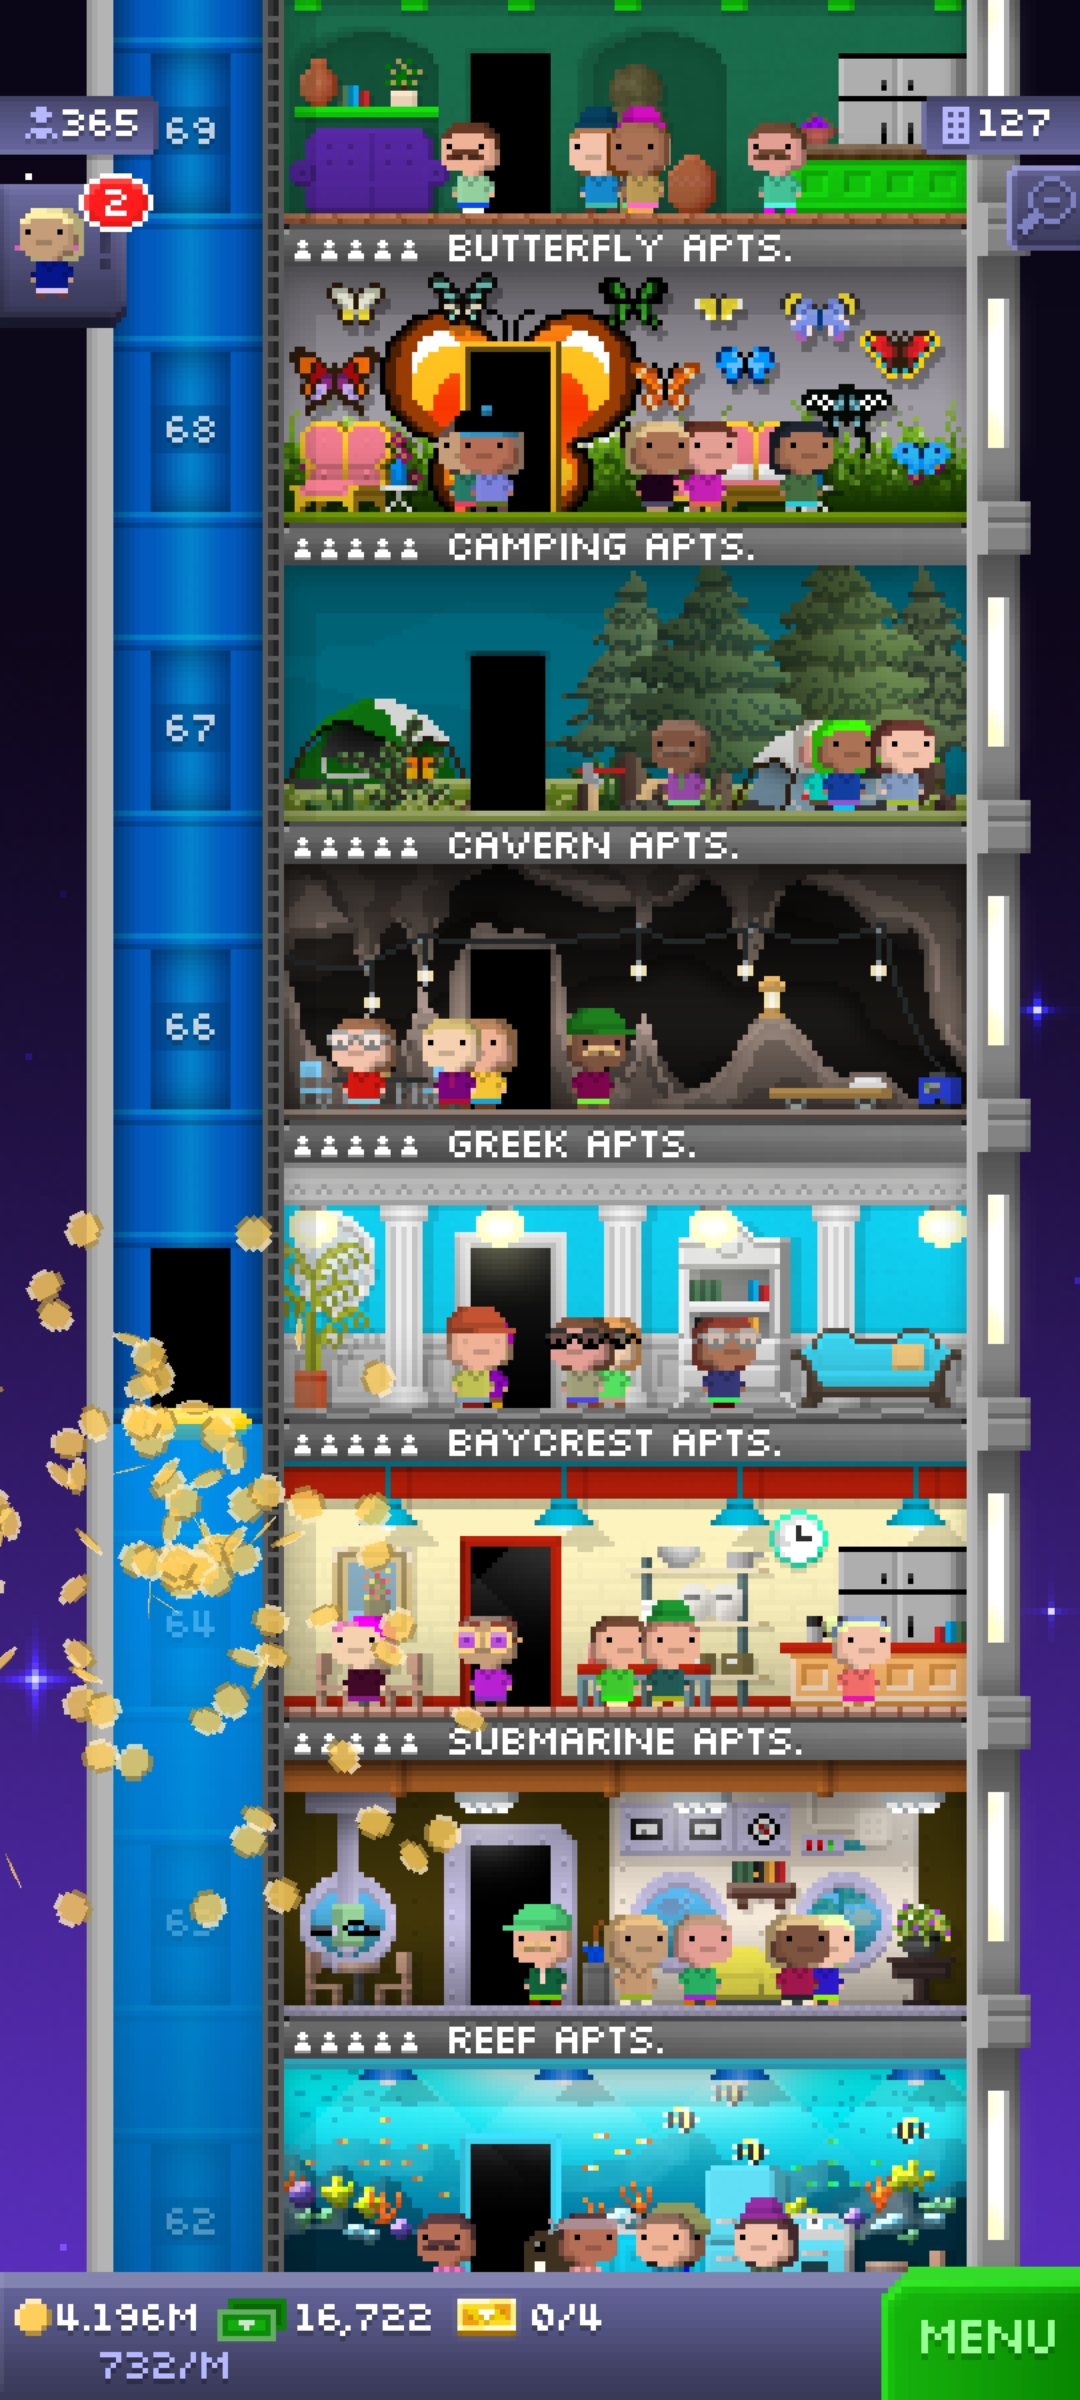 365
69
127
2
BUTTERFLY APTS.
68
CAMPING APTS.
67
CAVERN APTS.
66
GREEK APTS.
BAYCREST APTS.
64
SUBMARINE APTS.
REEF APTS.
62
4.196M 16,722 0/4
732/M
MENU